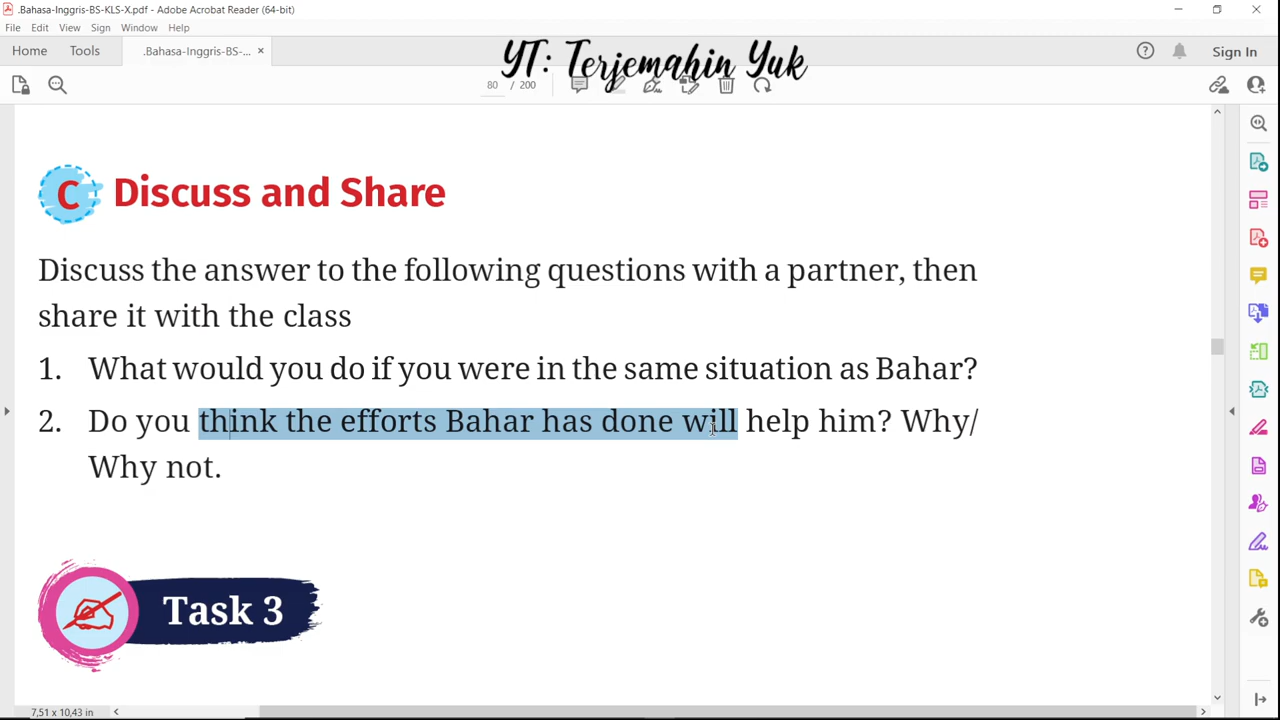 .Bahasa-Inggris-BS-KLS-X.pdf - Adobe Acrobat Reader (64-bit)
File Edit View Sign Window Help
Home Tools .Bahasa-Inggris-BS-... × Sign In
YT: Terjemahin Yuk
80 / 200
C Discuss and Share
Discuss the answer to the following questions with a partner, then
share it with the class
1. What would you do if you were in the same situation as Bahar?
2. Do you think the efforts Bahar has done will help him? Why/
Why not.
Task 3
7,51 x 10,43 in